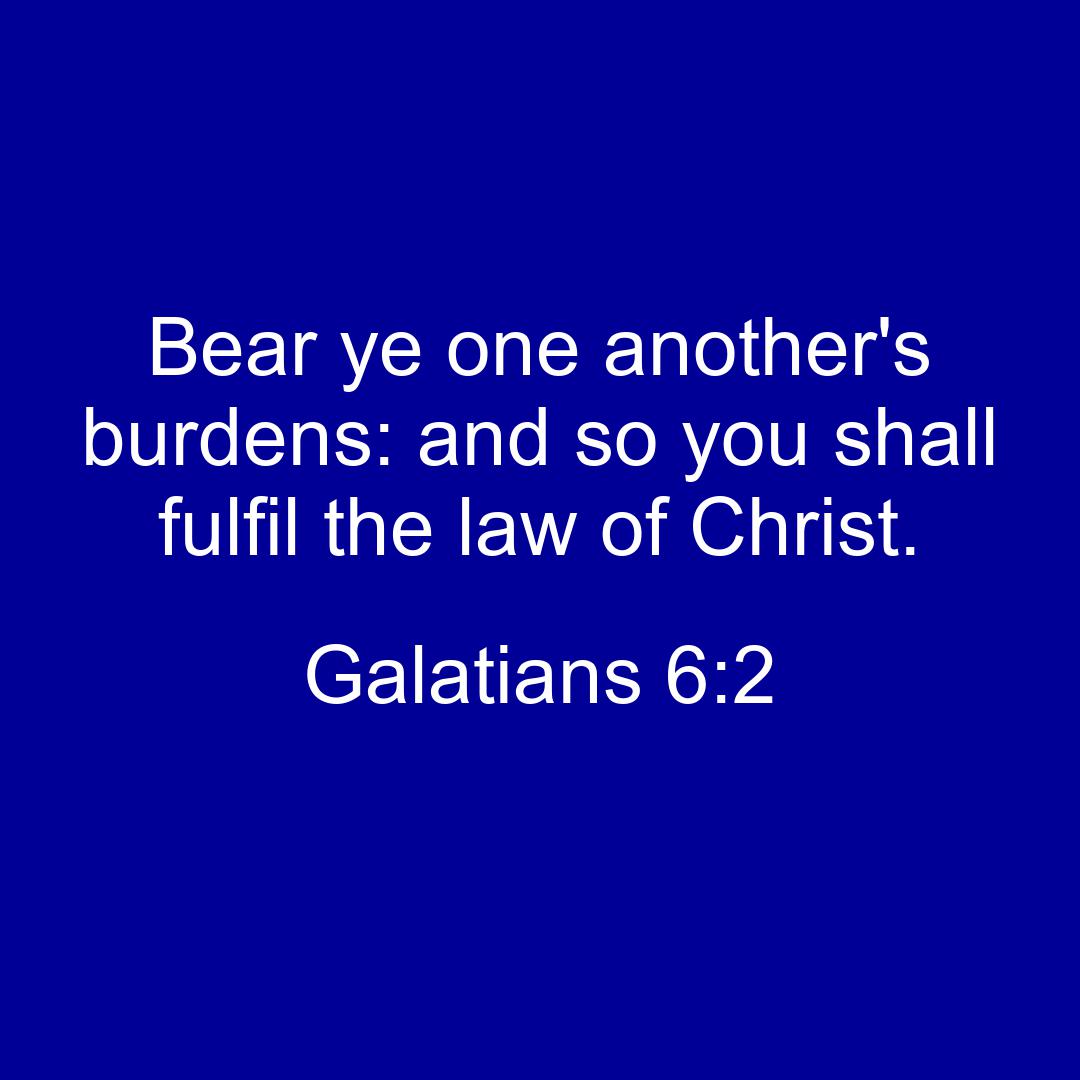 Bear ye one another's
burdens: and so you shall
fulfil the law of Christ.
Galatians 6:2